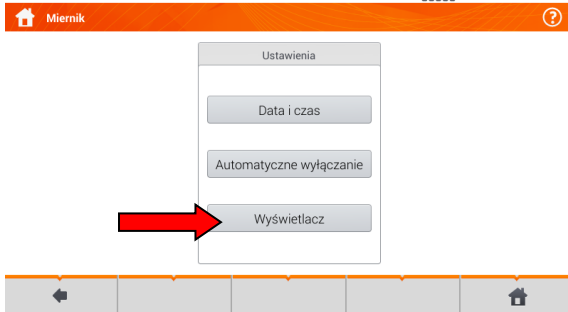 Miernik
?
Ustawienia
Data i czas
Automatyczne wyłączanie
Wyświetlacz